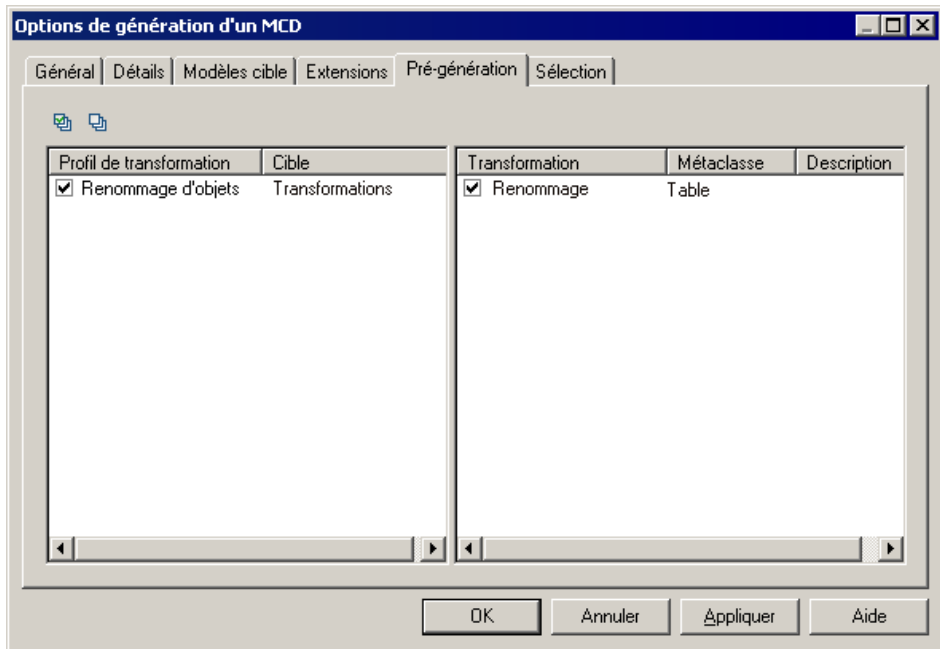 Options de génération d'un MCD
Général Détails Modèles cible Extensions Pré-génération Sélection
Profil de transformation Cible Transformation Métaclasse Description
Renommage d'objets Transformations Renommage Table
OK Annuler Appliquer Aide